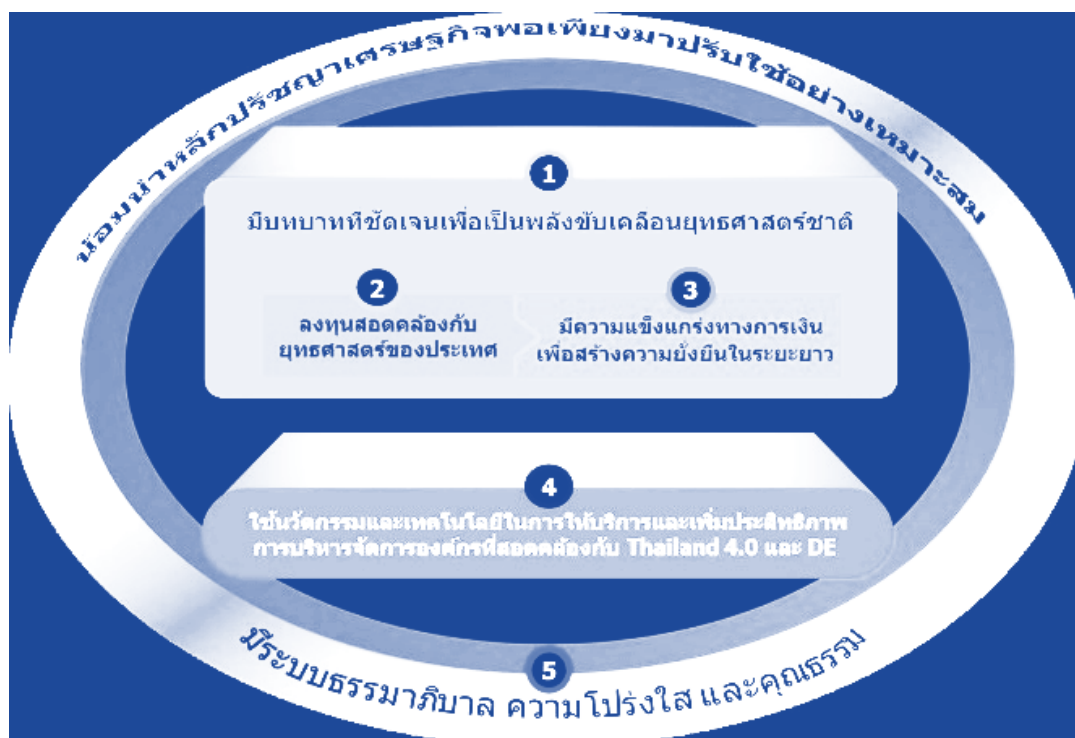 น้อมนำหลักปรัชญาเศรษฐกิจพอเพียงมาปรับใช้อย่างเหมาะสม
1
มีบทบาทที่ชัดเจนเพื่อเป็นพลังขับเคลื่อนยุทธศาสตร์ชาติ
2
ลงทุนสอดคล้องกับ
ยุทธศาสตร์ของประเทศ
3
มีความแข็งแกร่งทางการเงิน
เพื่อสร้างความยั่งยืนในระยะยาว
4
ใช้นวัตกรรมและเทคโนโลยีในการให้บริการและเพิ่มประสิทธิภาพ
การบริหารจัดการองค์กรที่สอดคล้องกับ Thailand 4.0 และ DE
5
มีระบบธรรมาภิบาล ความโปร่งใส และคุณธรรม